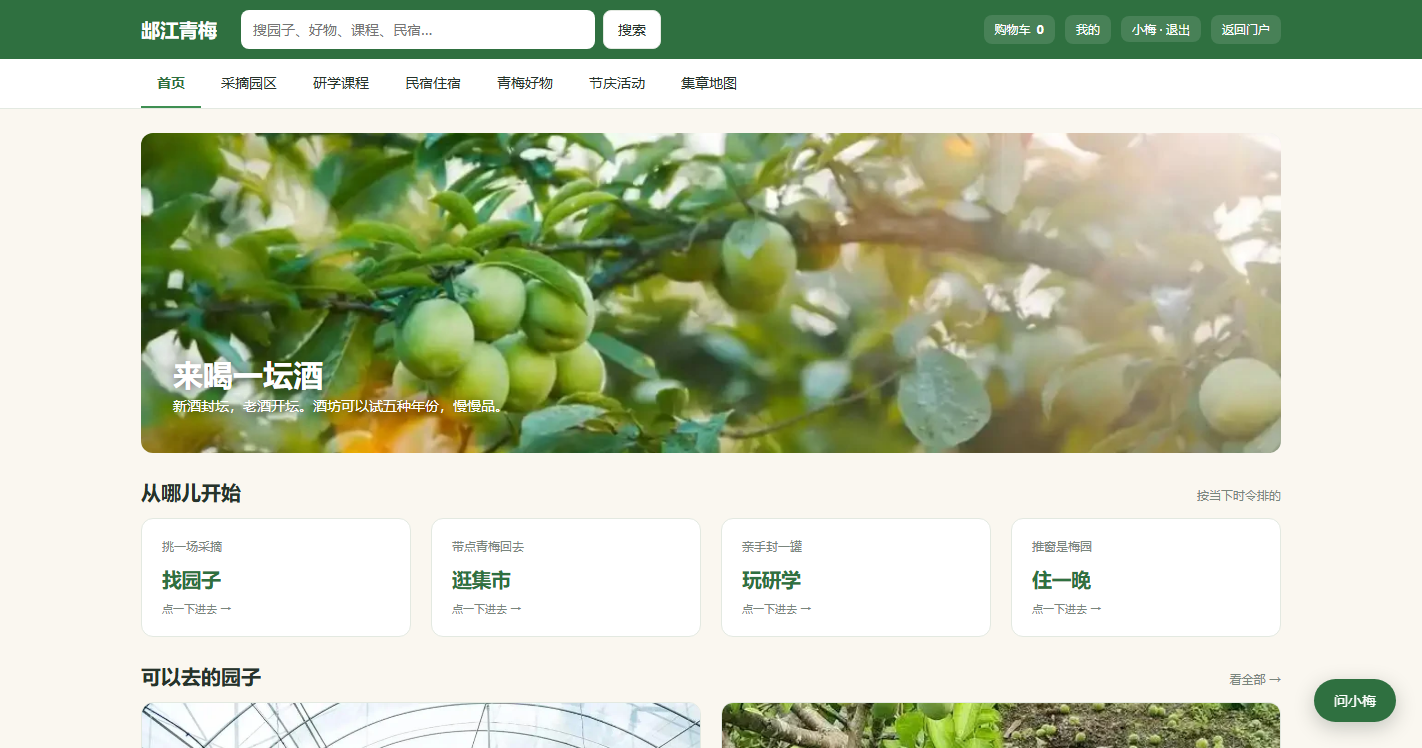 邮江青梅
搜园子、好物、课程、民宿...
搜索
购物车 0
我的
小梅 · 退出
返回门户
首页
采摘园区
研学课程
民宿住宿
青梅好物
节庆活动
集章地图
来喝一坛酒
新酒封坛，老酒开坛。酒坊可以试五种年份，慢慢品。
从哪儿开始
按当下时令排的
挑一场采摘
找园子
点一下进去 →
带点青梅回去
逛集市
点一下进去 →
亲手封一罐
玩研学
点一下进去 →
推窗是梅园
住一晚
点一下进去 →
可以去的园子
看全部 →
问小梅